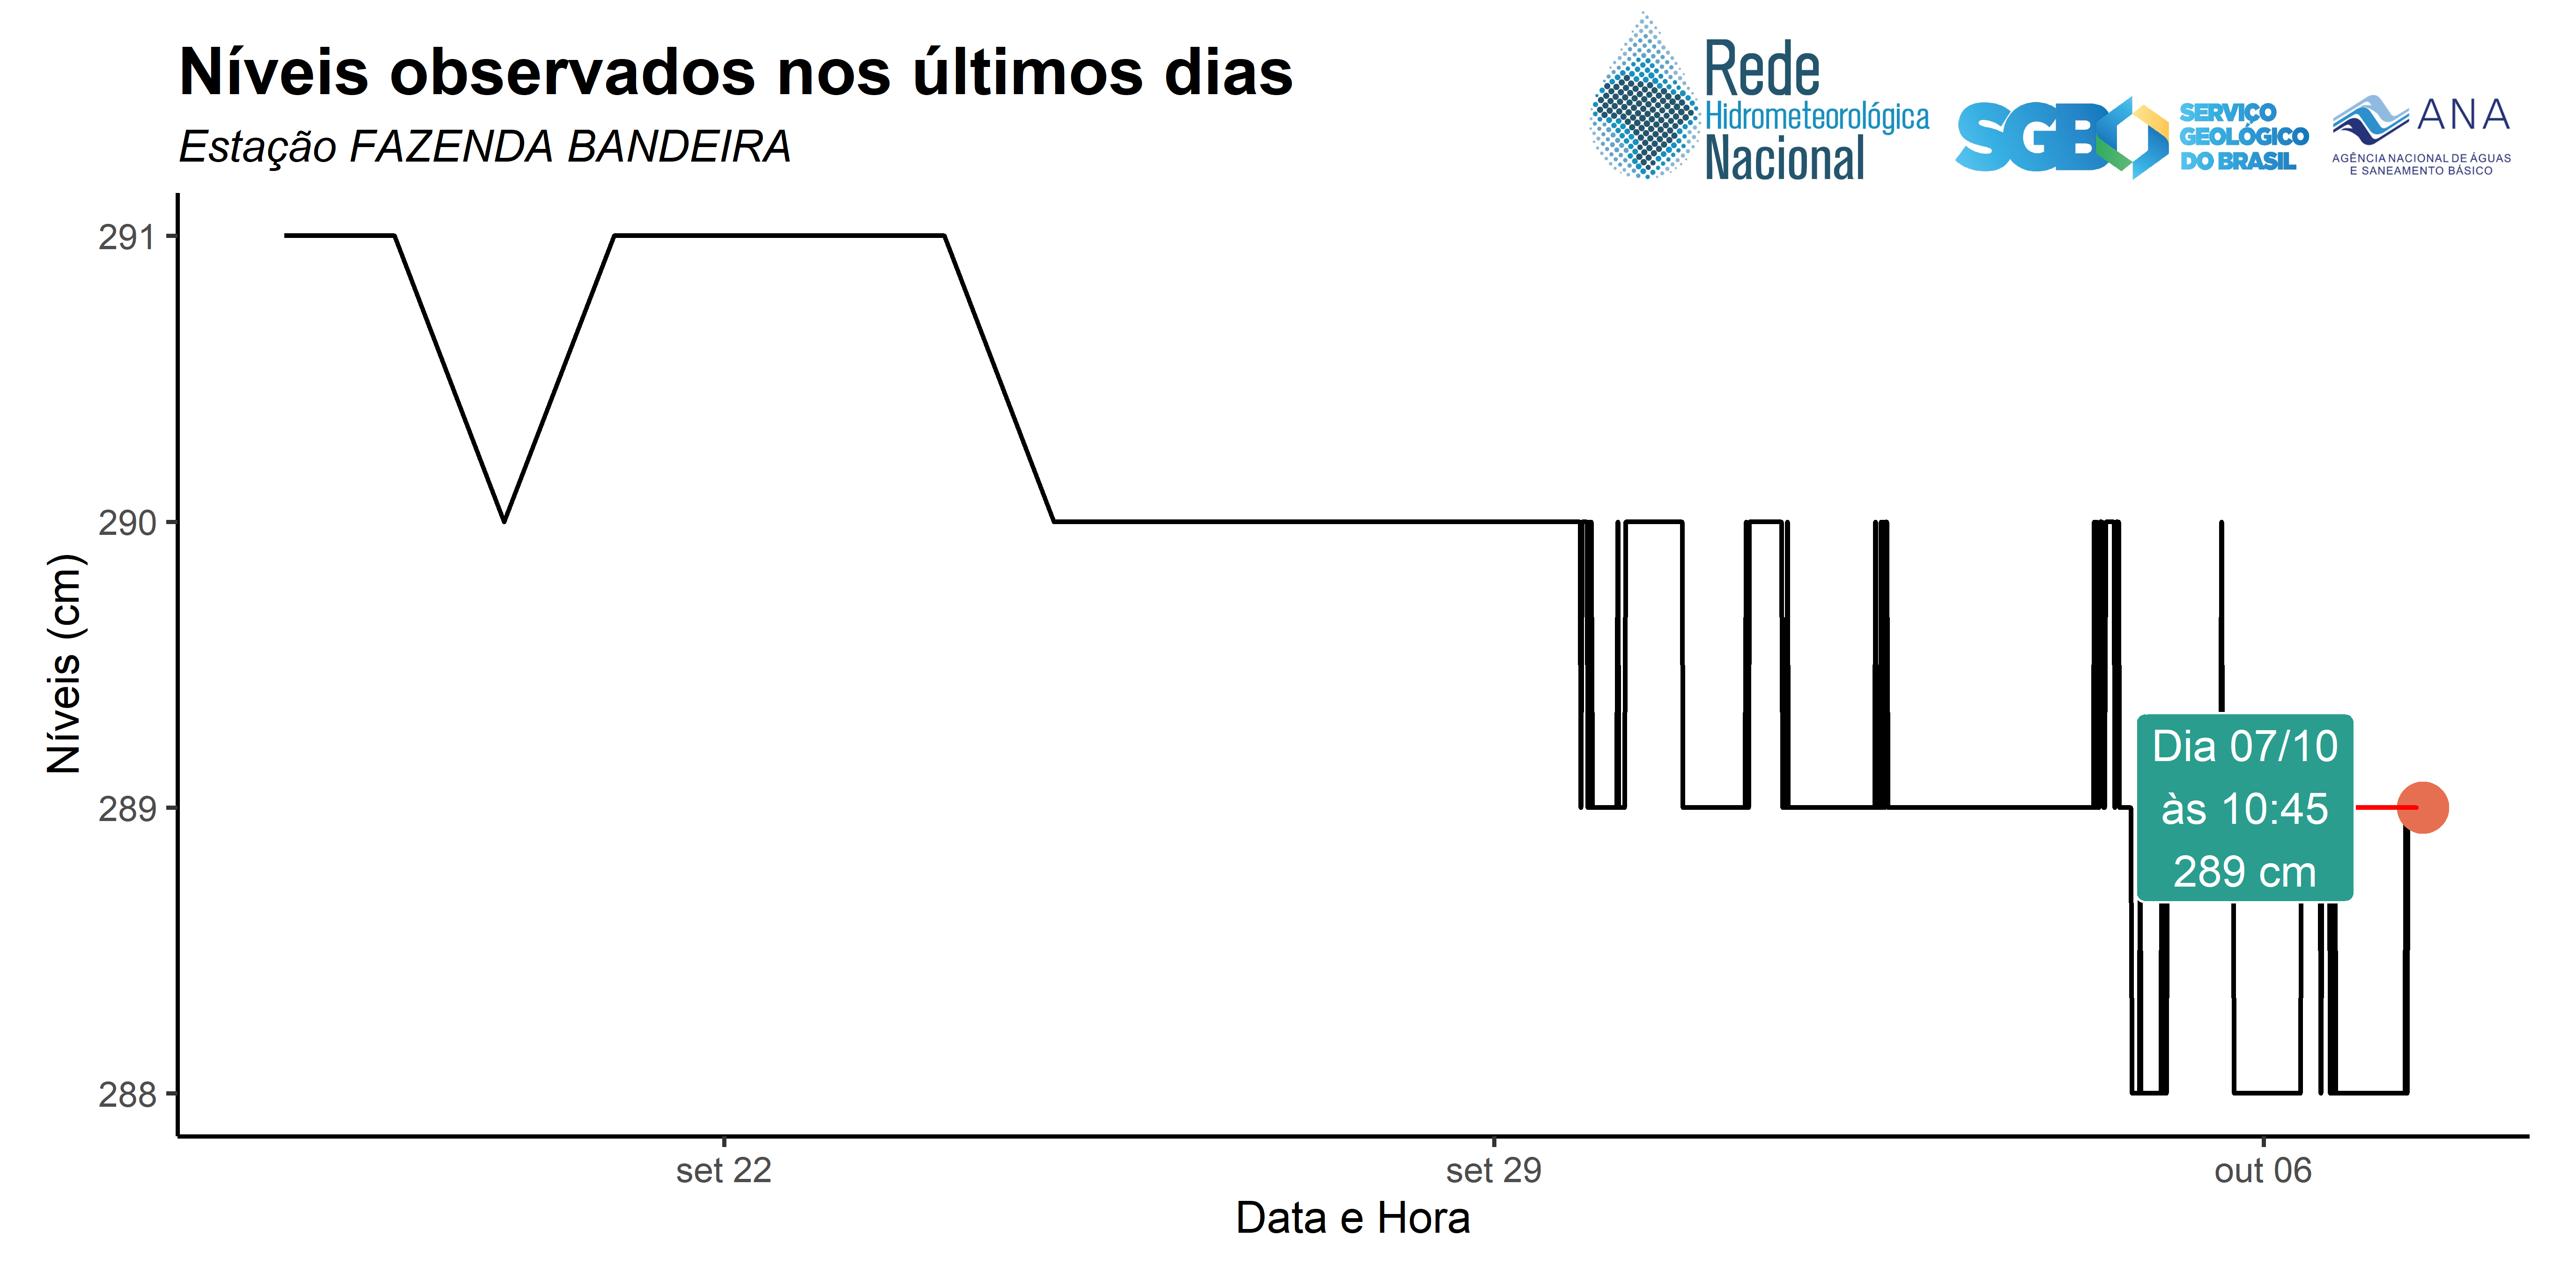 Níveis observados nos últimos dias
Estação FAZENDA BANDEIRA
Rede
Hidrometeorológica
Nacional
SGB
SERVIÇO
GEOLÓGICO
DO BRASIL
ANA
AGÊNCIA NACIONAL DE ÁGUAS
E SANEAMENTO BÁSICO
Níveis (cm)
291
290
289
288
Dia 07/10
às 10:45
289 cm
set 22
set 29
out 06
Data e Hora